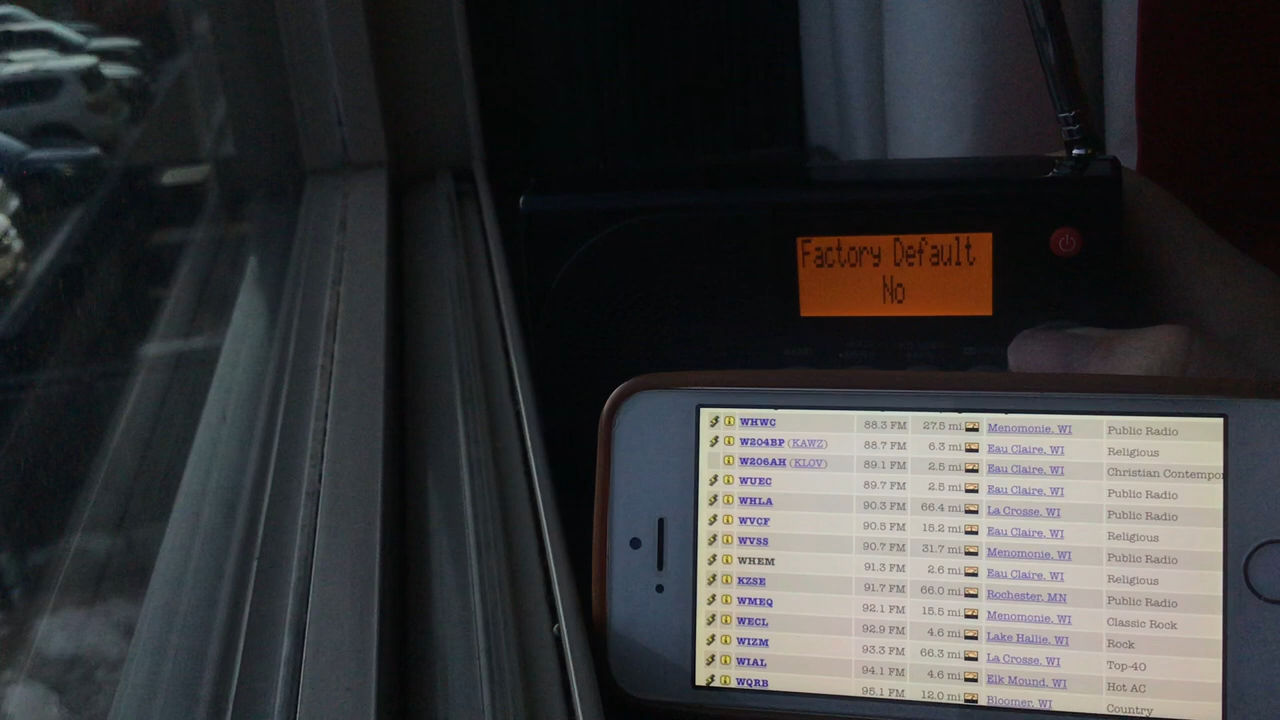 Factory Default
No
WHWC 88.3 FM 27.5 mi. Menomonie, WI Public Radio
W204BP (KAWZ) 88.7 FM 6.3 mi. Eau Claire, WI Religious
W206AH (KLOV) 89.1 FM 2.5 mi. Eau Claire, WI Christian Contempor
WUEC 89.7 FM 2.5 mi. Eau Claire, WI Public Radio
WHLA 90.3 FM 66.4 mi. La Crosse, WI Public Radio
WVCF 90.5 FM 15.2 mi. Eau Claire, WI Religious
WVSS 90.7 FM 31.7 mi. Menomonie, WI Public Radio
WHEM 91.3 FM 2.6 mi. Eau Claire, WI Religious
KZSE 91.7 FM 66.0 mi. Rochester, MN Public Radio
WMEQ 92.1 FM 15.5 mi. Menomonie, WI Classic Rock
WECL 92.9 FM 4.6 mi. Lake Hallie, WI Rock
WIZM 93.3 FM 66.3 mi. La Crosse, WI Top-40
WIAL 94.1 FM 4.6 mi. Elk Mound, WI Hot AC
WQRB 95.1 FM 12.0 mi. Bloomer, WI Country